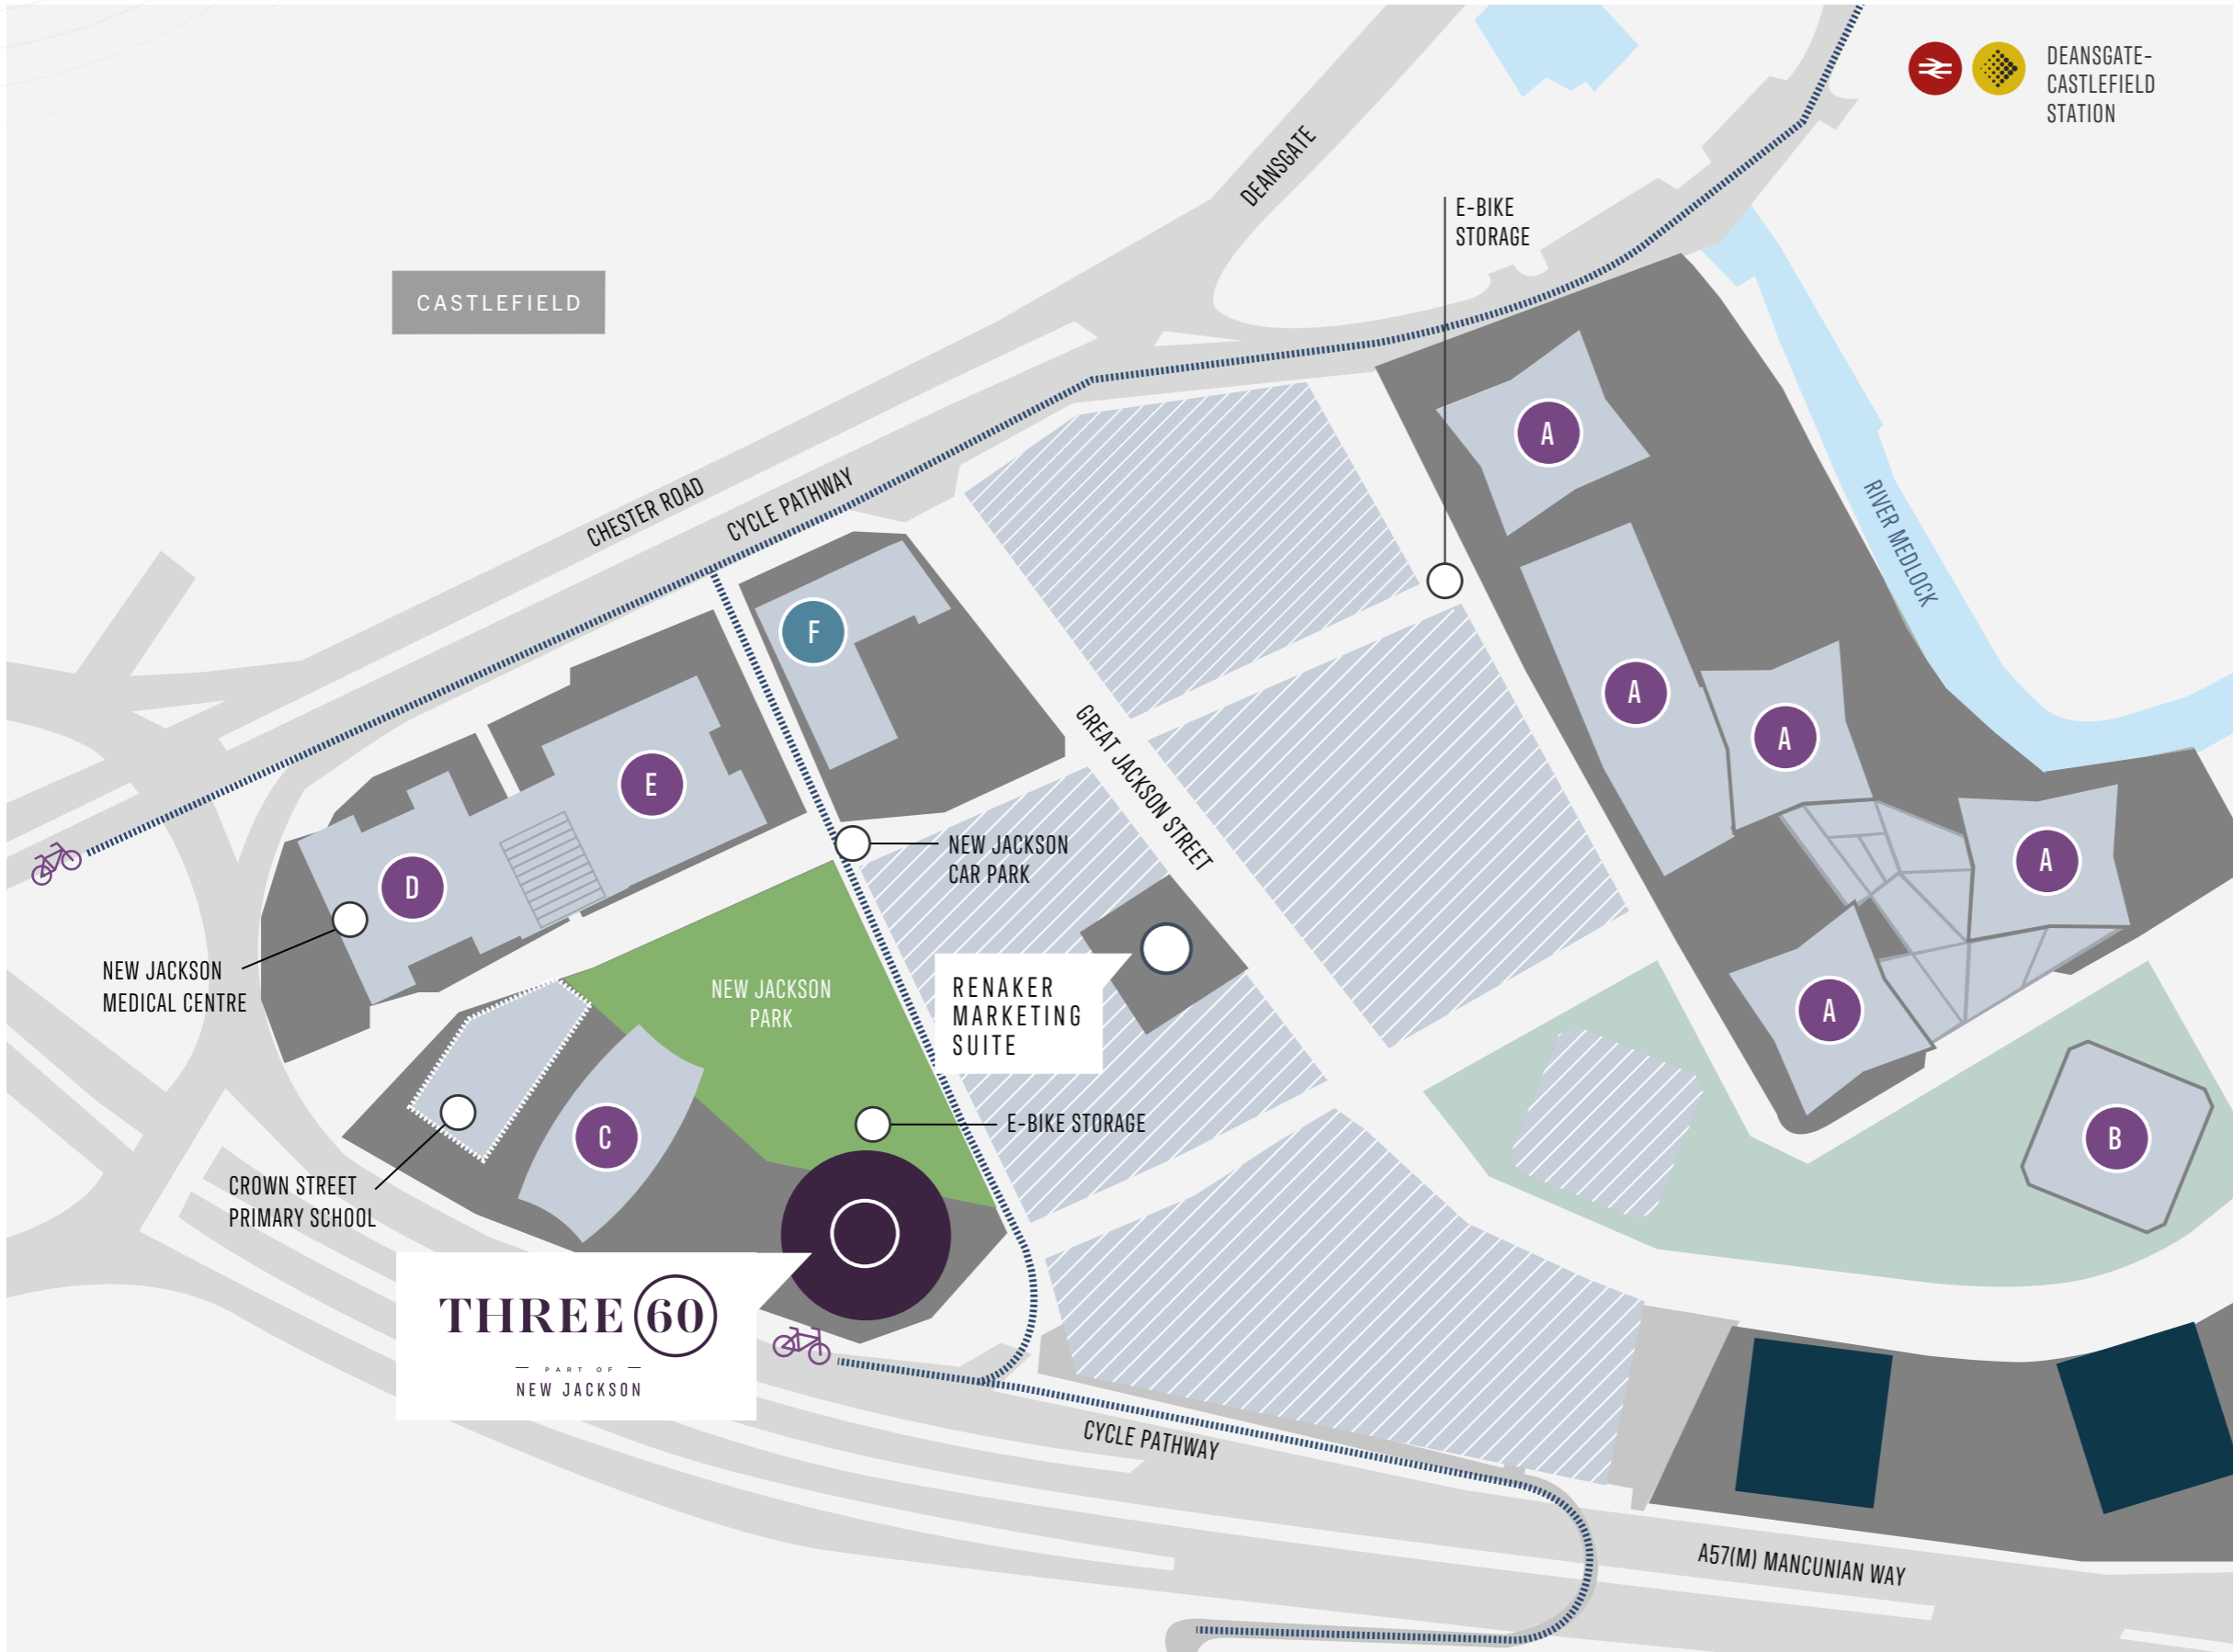 DEANSGATE-
CASTLEFIELD
STATION
DEANSGATE
E-BIKE
STORAGE
CASTLEFIELD
A
CHESTER ROAD
CYCLE PATHWAY
RIVER MEDLOCK
F
A
A
GREAT JACKSON STREET
E
NEW JACKSON
CAR PARK
A
D
NEW JACKSON
MEDICAL CENTRE
NEW JACKSON
PARK
RENAKER
MARKETING
SUITE
A
C
E-BIKE STORAGE
B
CROWN STREET
PRIMARY SCHOOL
THREE 60
PART OF
NEW JACKSON
CYCLE PATHWAY
A57(M) MANCUNIAN WAY